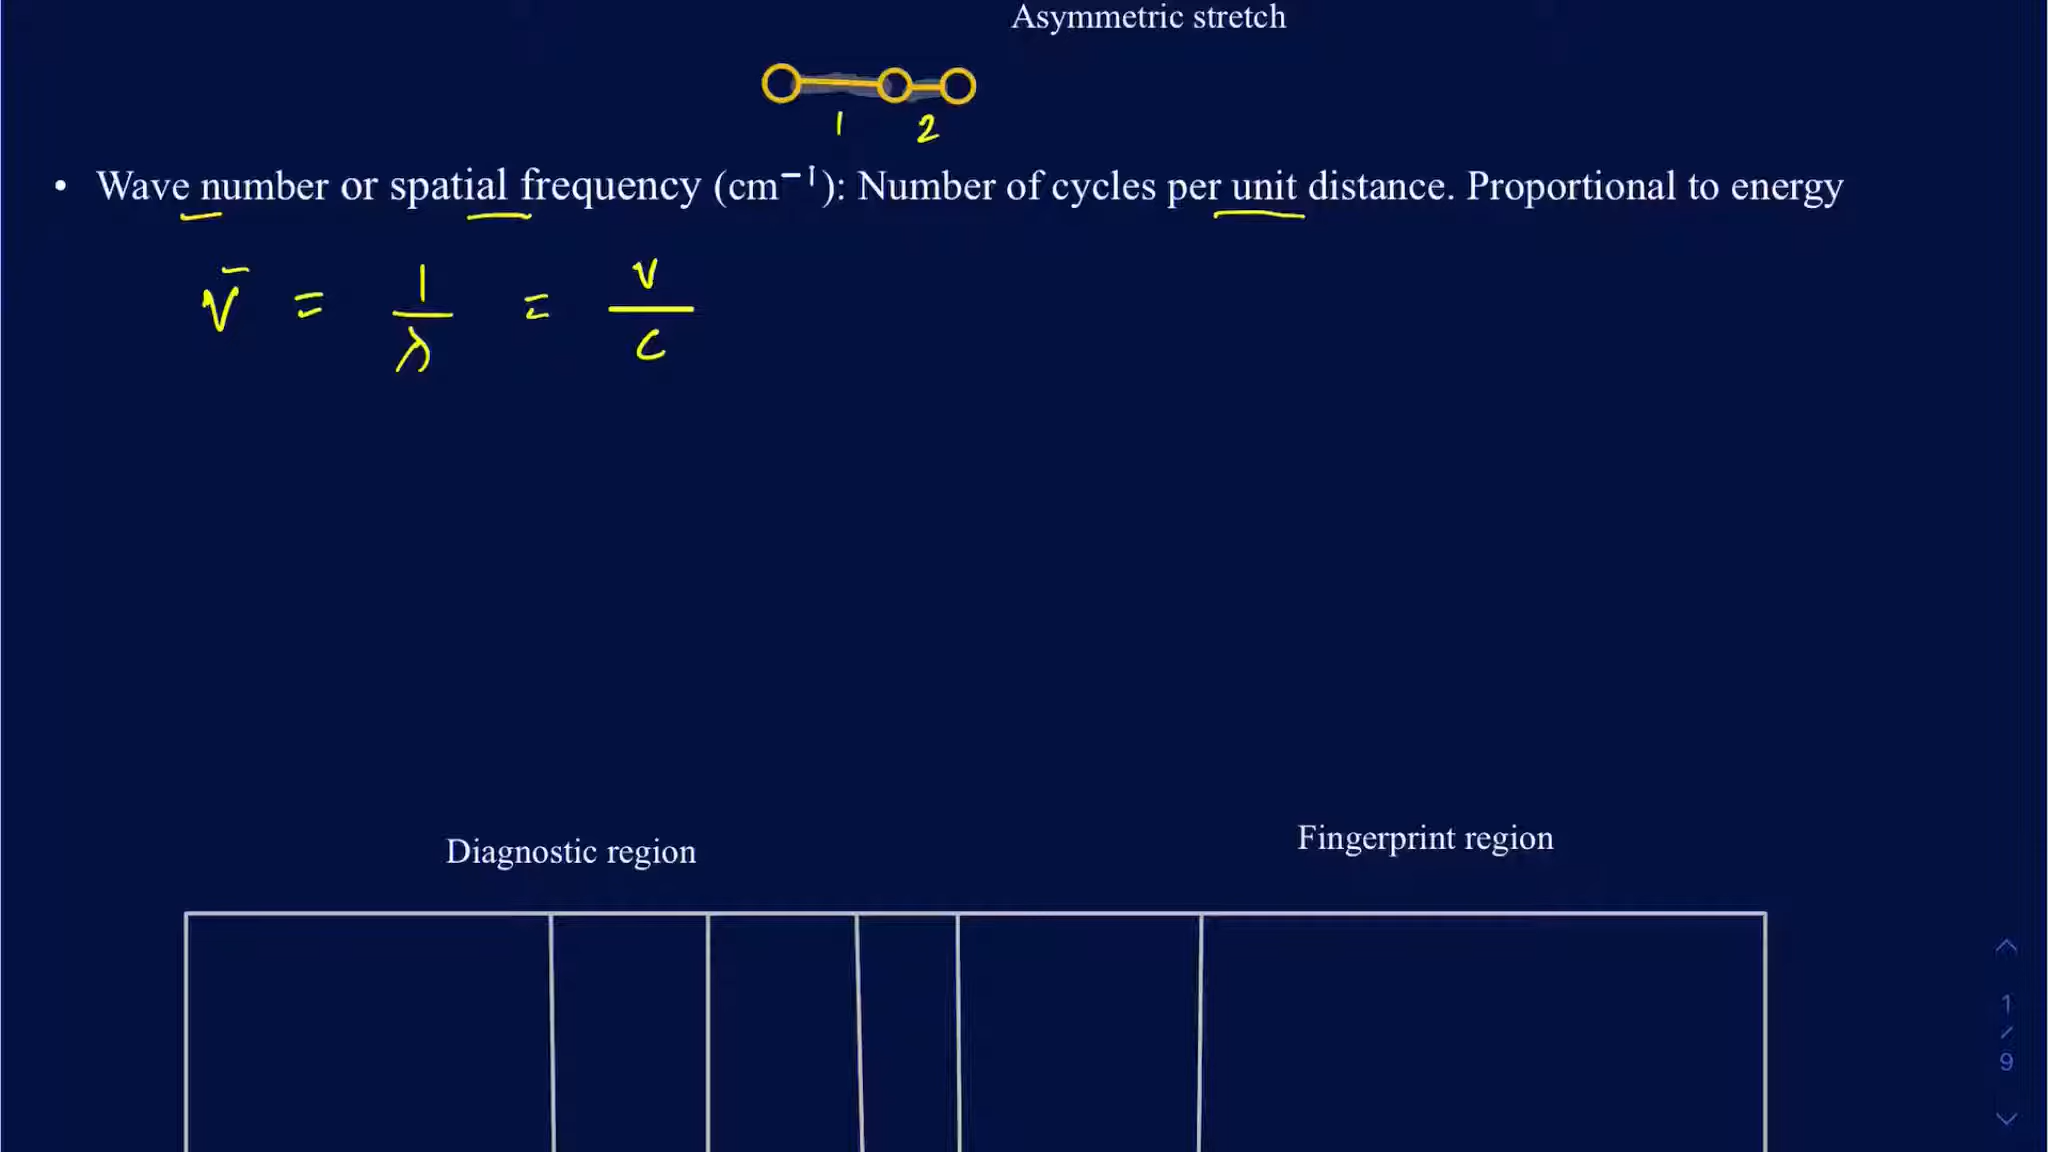 Asymmetric stretch
1 2
• Wave number or spatial frequency (cm⁻¹): Number of cycles per unit distance. Proportional to energy
ν̄ = 1/λ = ν/c
Diagnostic region
Fingerprint region
1
/
9